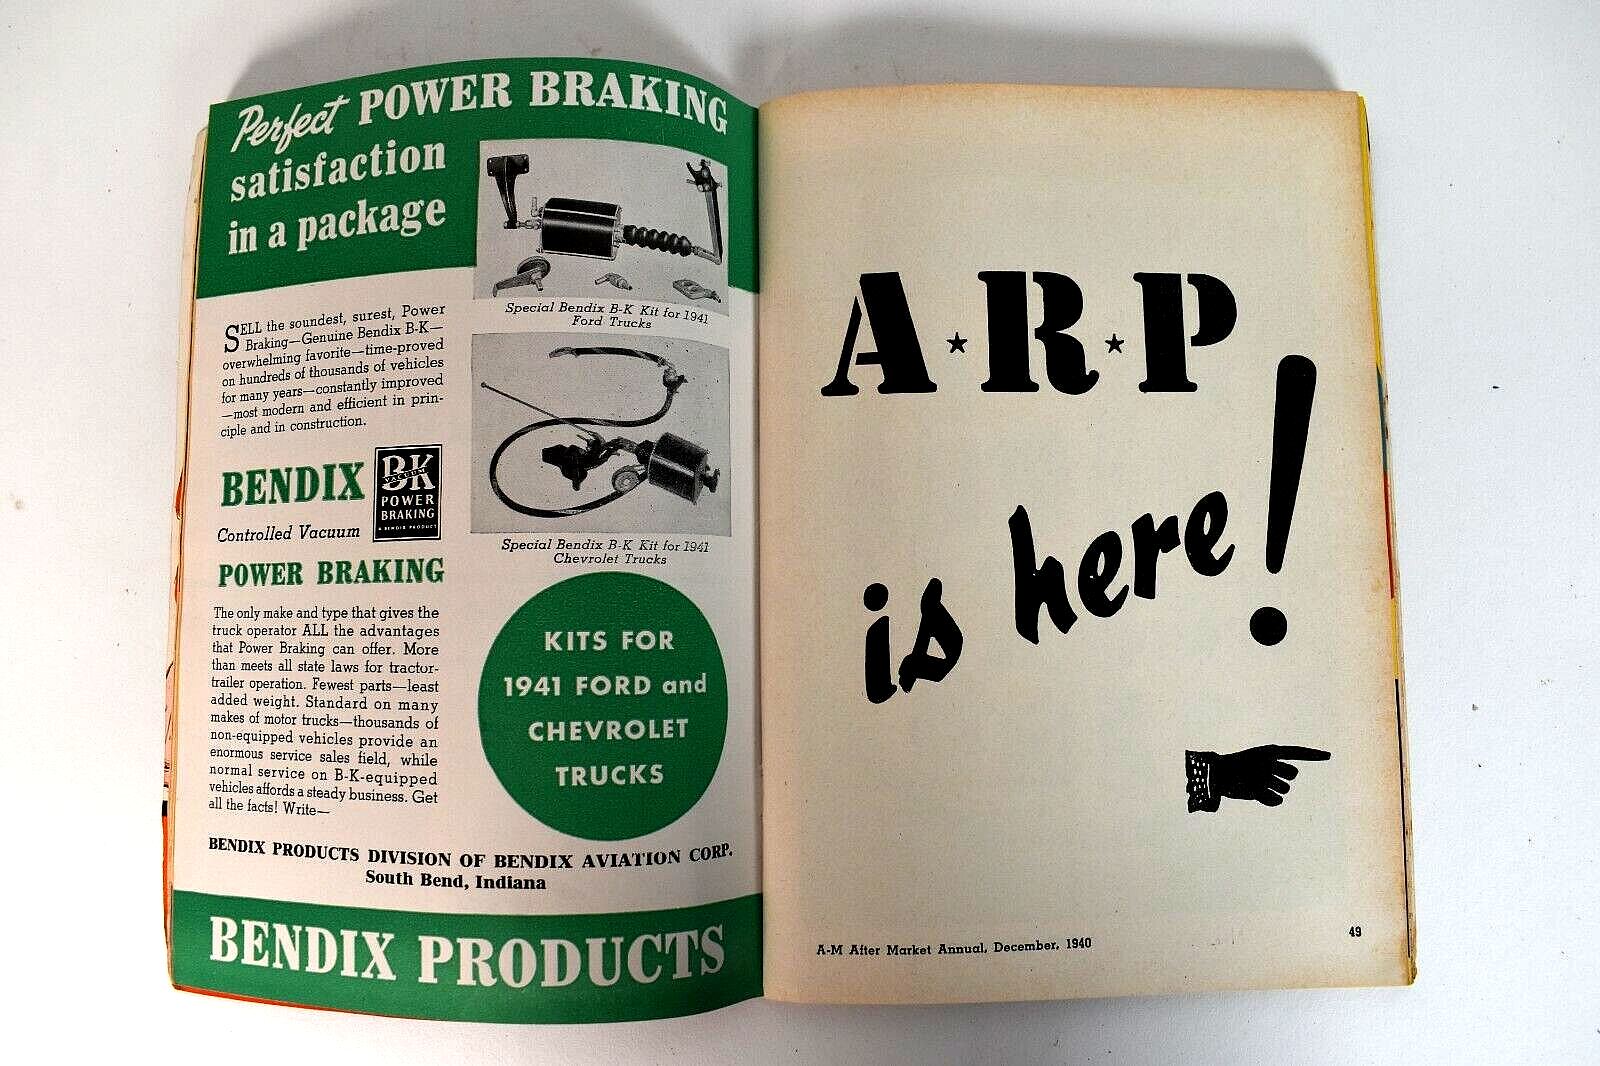 Perfect POWER BRAKING
satisfaction
in a package
Special Bendix B-K Kit for 1941
Ford Trucks
SELL the soundest, surest, Power
Braking—Genuine Bendix B-K—
overwhelming favorite—time-proved
on hundreds of thousands of vehicles
for many years—constantly improved
—most modern and efficient in prin-
ciple and in construction.
BENDIX
Controlled Vacuum
POWER BRAKING
BK
VACUUM
POWER
BRAKING
A BENDIX PRODUCT
Special Bendix B-K Kit for 1941
Chevrolet Trucks
The only make and type that gives the
truck operator ALL the advantages
that Power Braking can offer. More
than meets all state laws for tractor-
trailer operation. Fewest parts—least
added weight. Standard on many
makes of motor trucks—thousands of
non-equipped vehicles provide an
enormous service sales field, while
normal service on B-K-equipped
vehicles affords a steady business. Get
all the facts! Write—
KITS FOR
1941 FORD and
CHEVROLET
TRUCKS
BENDIX PRODUCTS DIVISION OF BENDIX AVIATION CORP.
South Bend, Indiana
BENDIX PRODUCTS
A★R★P
is here!
A-M After Market Annual, December, 1940
49